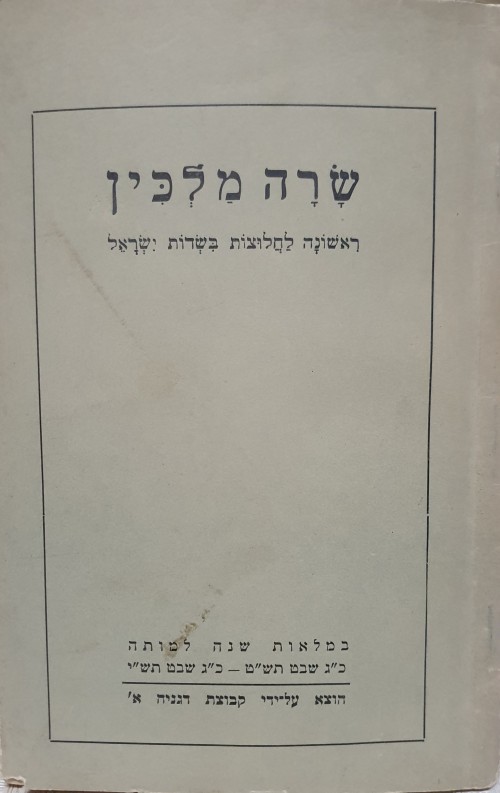 שָׂרָה מַלְכִּין
רִאשׁוֹנָה לַחֲלוּצוֹת בִּשְׂדוֹת יִשְׂרָאֵל
במלאות שנה למותה
כ"ג שבט תש"ט — כ"ג שבט תש"י
הוצא על־ידי קבוצת דגניה א'